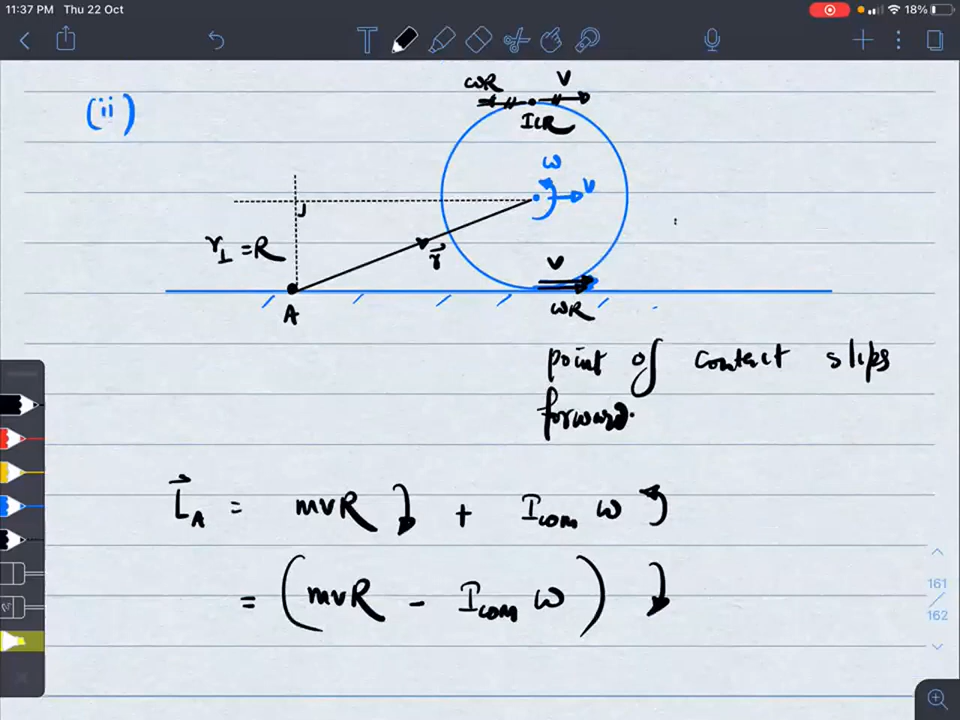 11:37 PM Thu 22 Oct
18%
T
(ii)
ωR V
ICR
ω
V
r⊥ = R
r⃗
V
A
ωR
point of contact slips
forward.
L⃗_A = mvR ⤵ + I_com ω ↺
= (mvR - I_com ω) ⤵
161
/
162